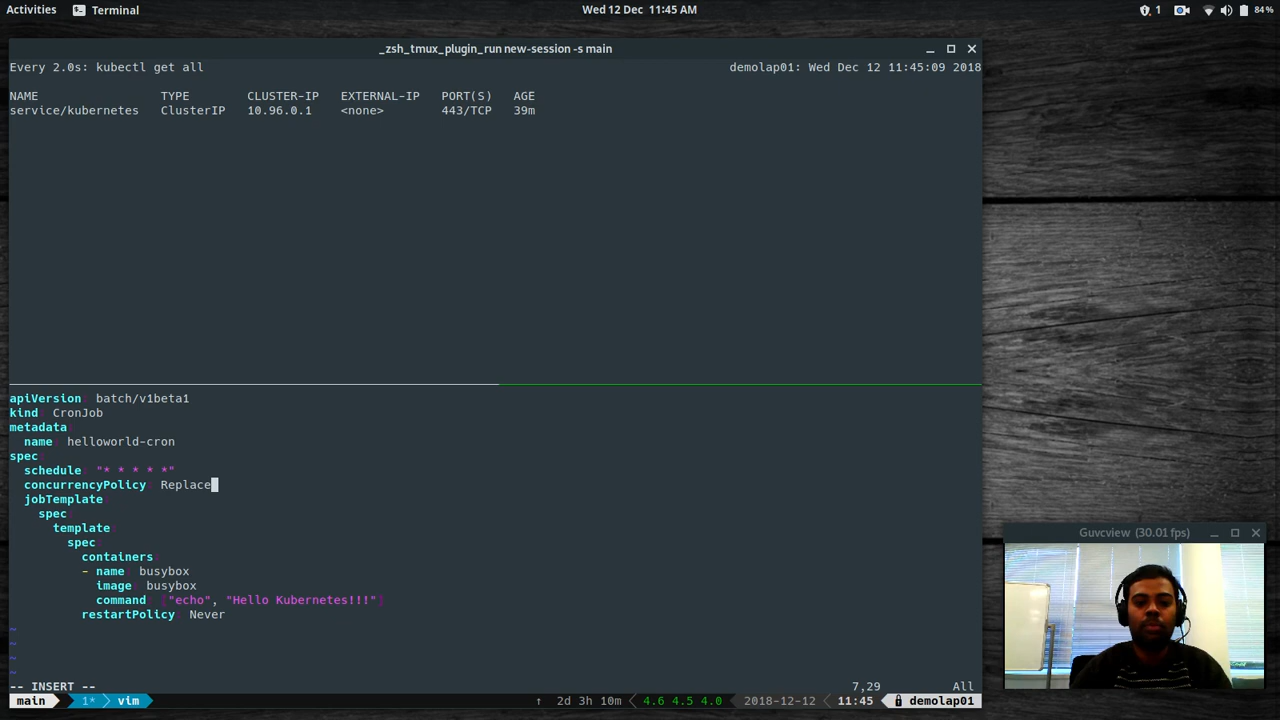 Activities Terminal Wed 12 Dec 11:45 AM 1 84%
_zsh_tmux_plugin_run new-session -s main
Every 2.0s: kubectl get all demolap01: Wed Dec 12 11:45:09 2018
NAME TYPE CLUSTER-IP EXTERNAL-IP PORT(S) AGE
service/kubernetes ClusterIP 10.96.0.1 <none> 443/TCP 39m
apiVersion: batch/v1beta1
kind: CronJob
metadata:
  name: helloworld-cron
spec:
  schedule: "* * * * *"
  concurrencyPolicy: Replace
  jobTemplate:
    spec:
      template:
        spec:
          containers:
          - name: busybox
            image: busybox
            command: ["echo", "Hello Kubernetes!!!"]
          restartPolicy: Never
~
~
~
~
-- INSERT -- 7,29 All
main 1* vim ↑ 2d 3h 10m 4.6 4.5 4.0 2018-12-12 11:45 demolap01
Guvcview (30.01 fps)